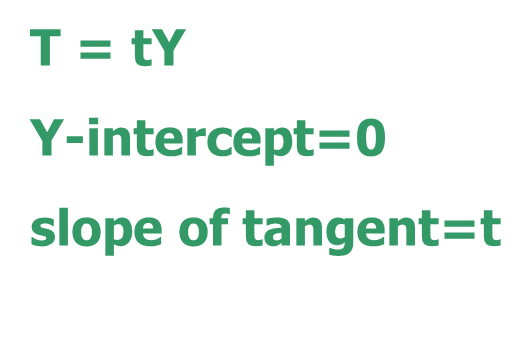 T = tY
Y-intercept=0
slope of tangent=t